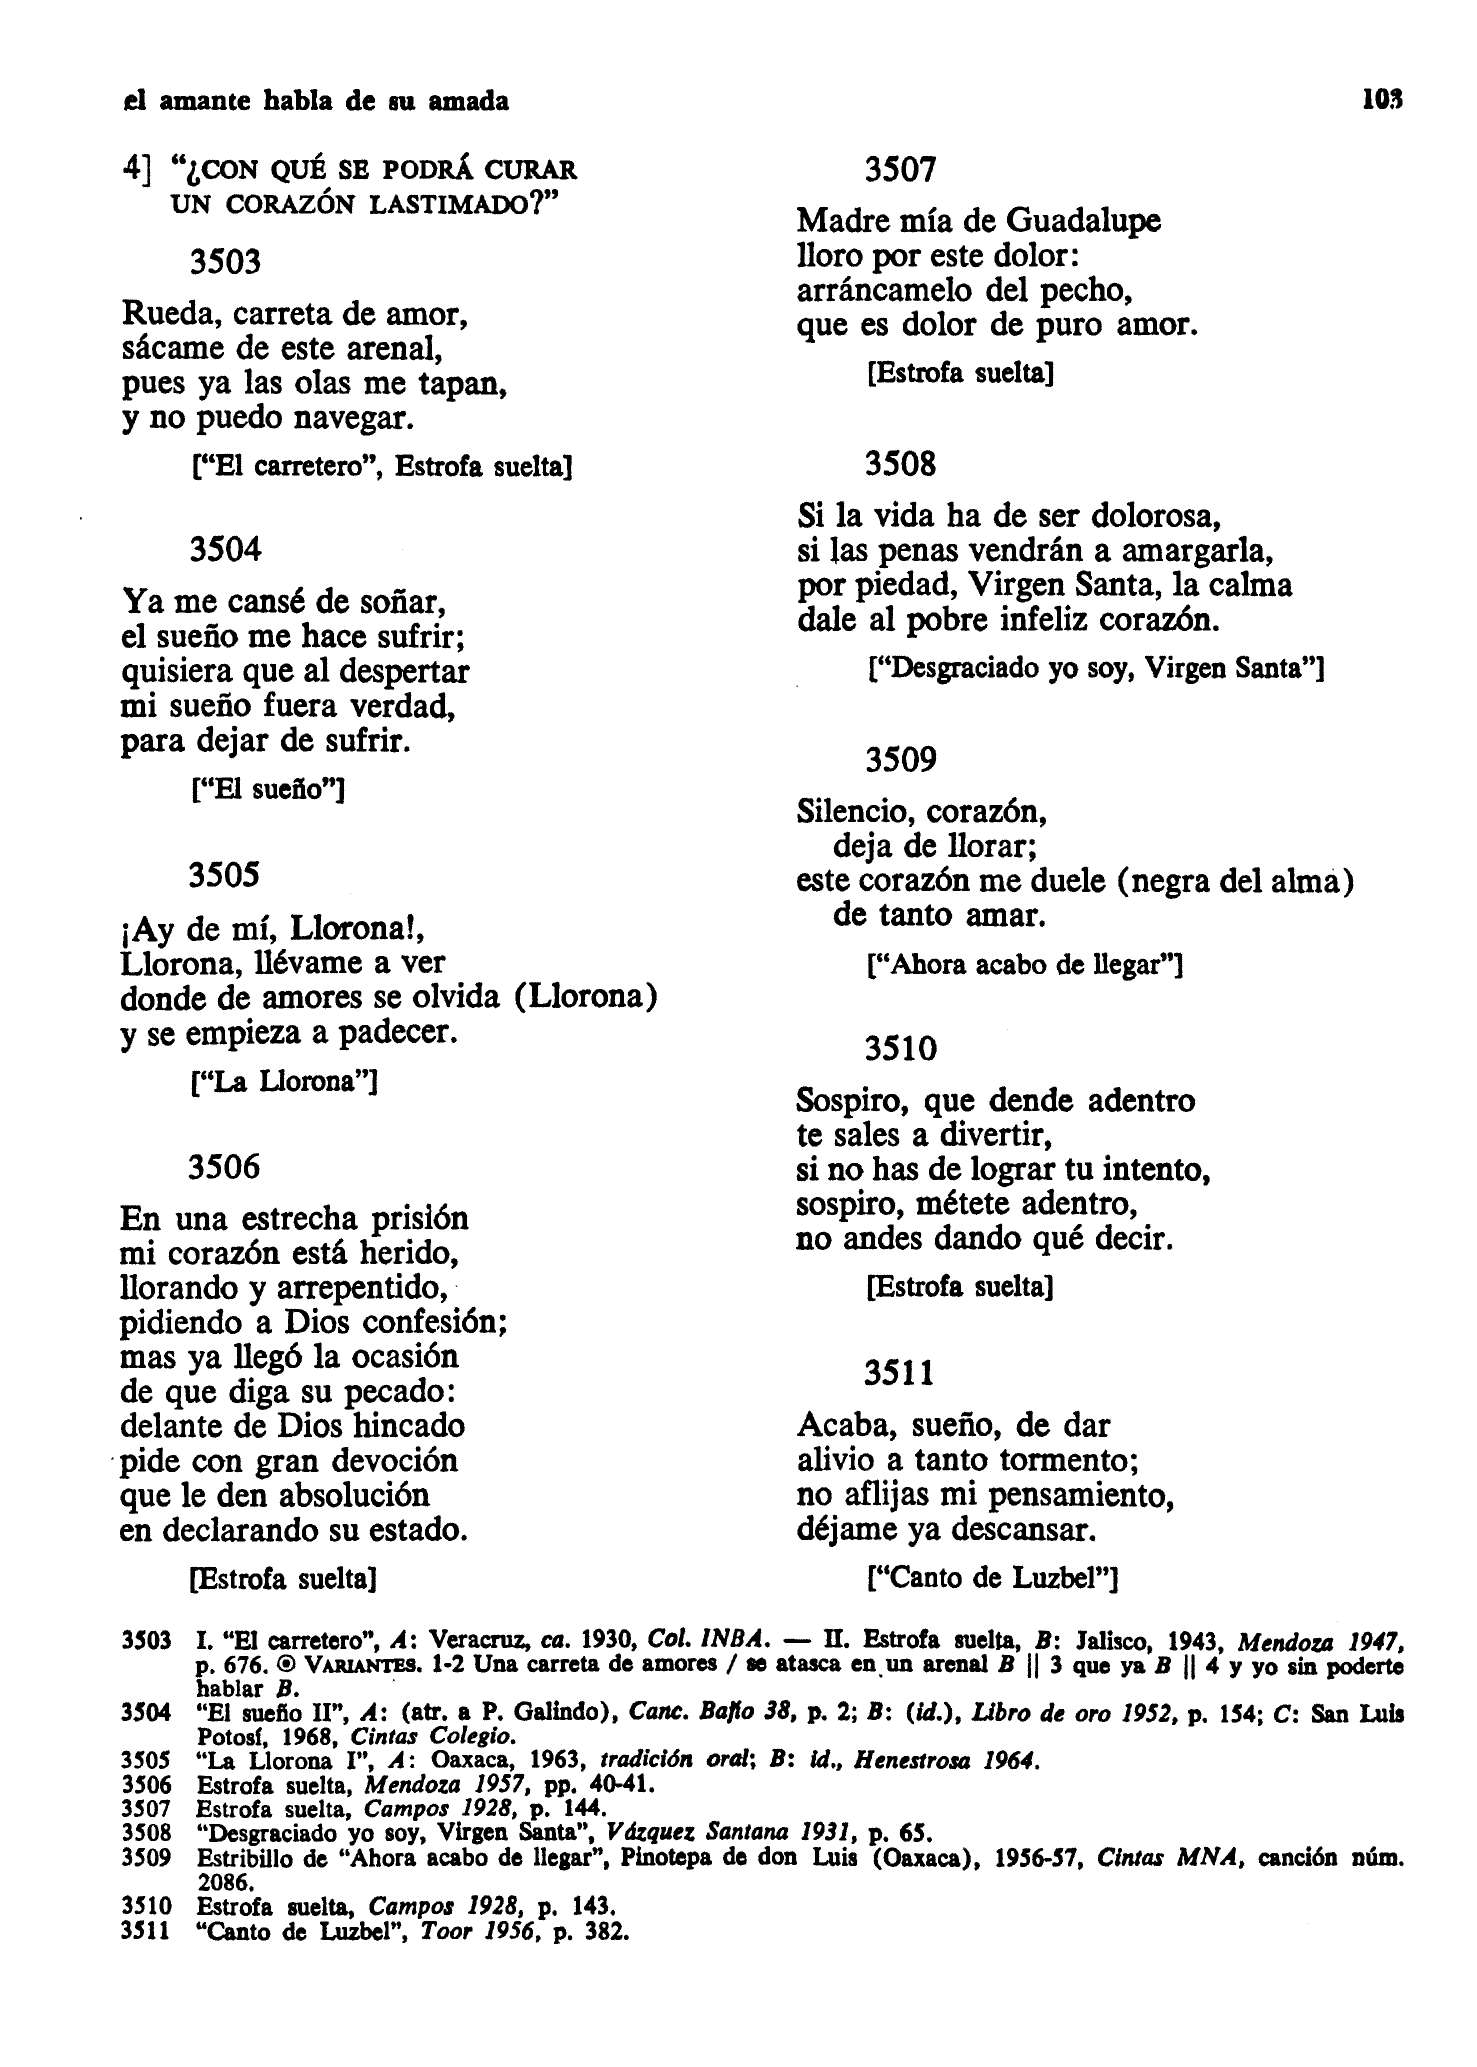 el amante habla de su amada
103
4] “¿CON QUÉ SE PODRÁ CURAR
UN CORAZÓN LASTIMADO?”
3503
Rueda, carreta de amor,
sácame de este arenal,
pues ya las olas me tapan,
y no puedo navegar.
[“El carretero”, Estrofa suelta]
3504
Ya me cansé de soñar,
el sueño me hace sufrir;
quisiera que al despertar
mi sueño fuera verdad,
para dejar de sufrir.
[“El sueño”]
3505
¡Ay de mí, Llorona!,
Llorona, llévame a ver
donde de amores se olvida (Llorona)
y se empieza a padecer.
[“La Llorona”]
3506
En una estrecha prisión
mi corazón está herido,
llorando y arrepentido,
pidiendo a Dios confesión;
mas ya llegó la ocasión
de que diga su pecado:
delante de Dios hincado
pide con gran devoción
que le den absolución
en declarando su estado.
[Estrofa suelta]
3507
Madre mía de Guadalupe
lloro por este dolor:
arráncamelo del pecho,
que es dolor de puro amor.
[Estrofa suelta]
3508
Si la vida ha de ser dolorosa,
si las penas vendrán a amargarla,
por piedad, Virgen Santa, la calma
dale al pobre infeliz corazón.
[“Desgraciado yo soy, Virgen Santa”]
3509
Silencio, corazón,
deja de llorar;
este corazón me duele (negra del alma)
de tanto amar.
[“Ahora acabo de llegar”]
3510
Sospiro, que dende adentro
te sales a divertir,
si no has de lograr tu intento,
sospiro, métete adentro,
no andes dando qué decir.
[Estrofa suelta]
3511
Acaba, sueño, de dar
alivio a tanto tormento;
no aflijas mi pensamiento,
déjame ya descansar.
[“Canto de Luzbel”]
3503 I. “El carretero”, A: Veracruz, ca. 1930, Col. INBA. — II. Estrofa suelta, B: Jalisco, 1943, Mendoza 1947,
p. 676. ⊚ VARIANTES. 1-2 Una carreta de amores / se atasca en un arenal B || 3 que ya B || 4 y yo sin poderte
hablar B.
3504 “El sueño II”, A: (atr. a P. Galindo), Canc. Bajío 38, p. 2; B: (id.), Libro de oro 1952, p. 154; C: San Luis
Potosí, 1968, Cintas Colegio.
3505 “La Llorona I”, A: Oaxaca, 1963, tradición oral; B: id., Henestrosa 1964.
3506 Estrofa suelta, Mendoza 1957, pp. 40-41.
3507 Estrofa suelta, Campos 1928, p. 144.
3508 “Desgraciado yo soy, Virgen Santa”, Vázquez Santana 1931, p. 65.
3509 Estribillo de “Ahora acabo de llegar”, Pinotepa de don Luis (Oaxaca), 1956-57, Cintas MNA, canción núm.
2086.
3510 Estrofa suelta, Campos 1928, p. 143.
3511 “Canto de Luzbel”, Toor 1956, p. 382.